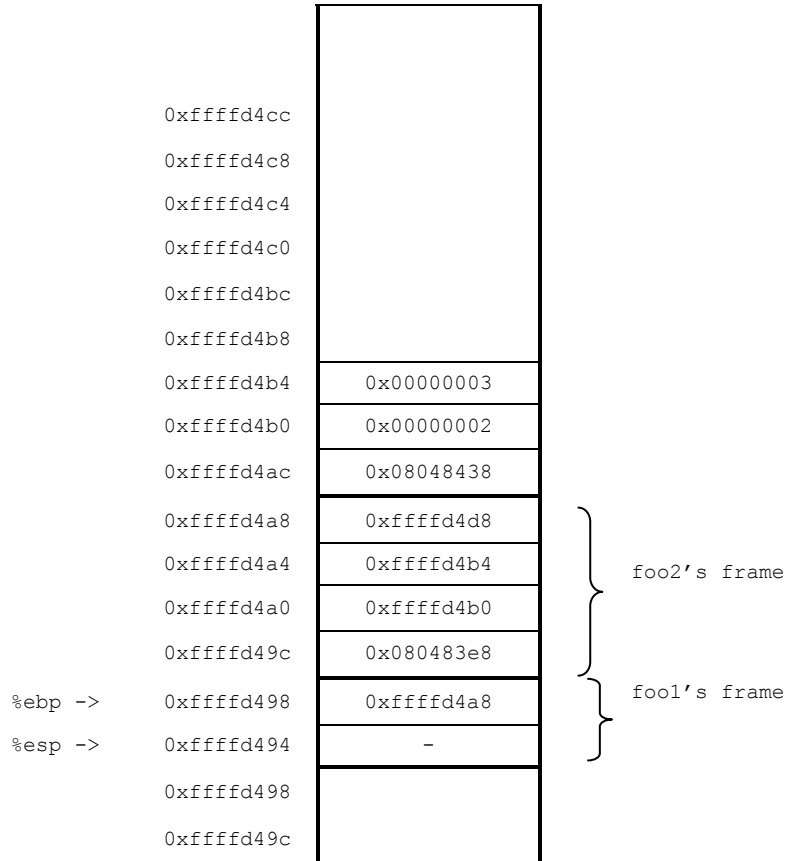 0xffffd4cc
0xffffd4c8
0xffffd4c4
0xffffd4c0
0xffffd4bc
0xffffd4b8
0xffffd4b4 0x00000003
0xffffd4b0 0x00000002
0xffffd4ac 0x08048438
0xffffd4a8 0xffffd4d8
0xffffd4a4 0xffffd4b4
foo2’s frame
0xffffd4a0 0xffffd4b0
0xffffd49c 0x080483e8
foo1’s frame
%ebp -> 0xffffd498 0xffffd4a8
%esp -> 0xffffd494 -
0xffffd498
0xffffd49c